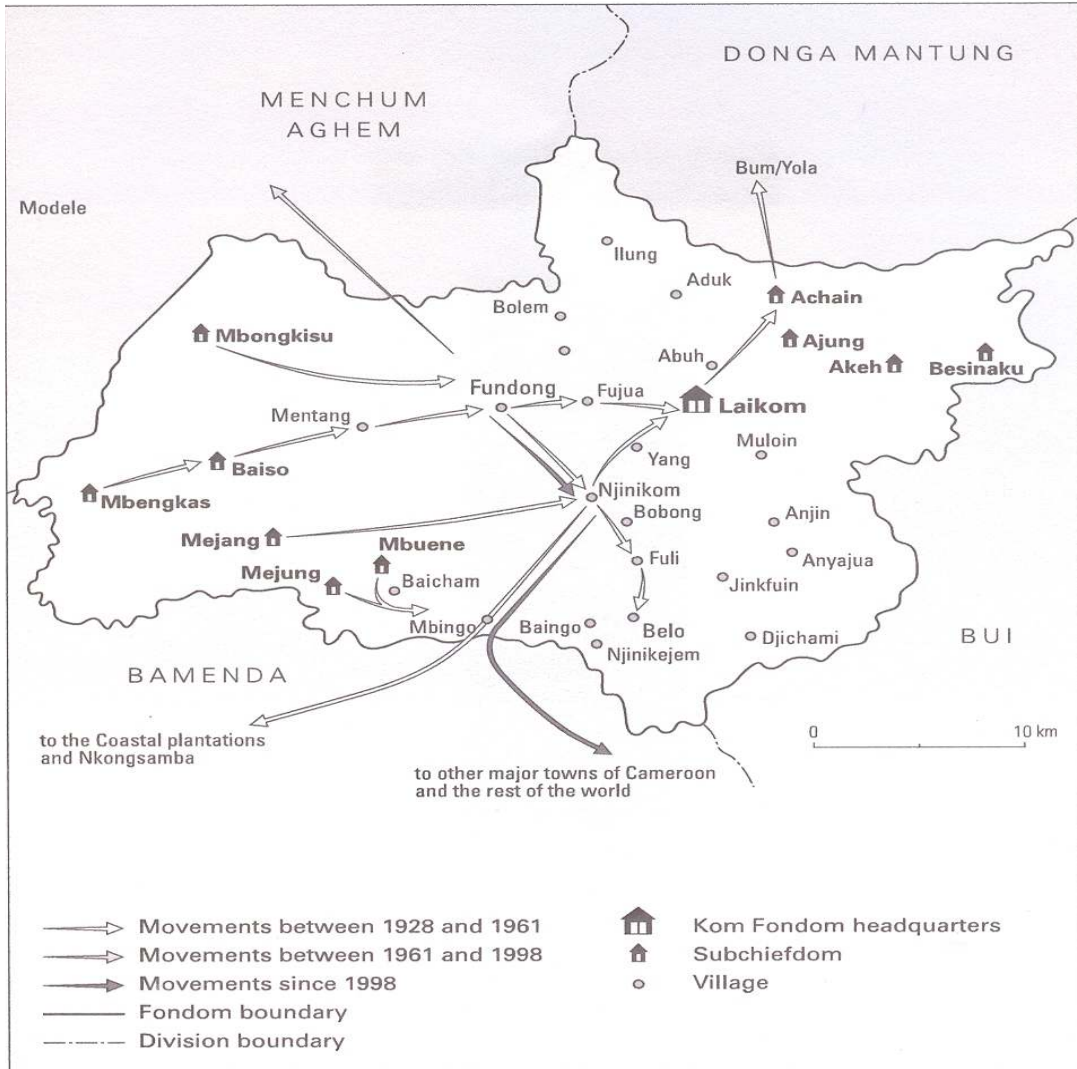 DONGA MANTUNG
MENCHUM
AGHEM
Bum/Yola
Modele
Ilung
Aduk
Achain
Bolem
Mbongkisu
Ajung
Abuh
Akeh
Besinaku
Fundong
Fujua
Laikom
Mentang
Muloin
Yang
Baiso
Mbengkas
Njinikom
Bobong
Anjin
Mejang
Mbuene
Fuli
Anyajua
Mejung
Baicham
Jinkfuin
Mbingo
Baingo
Belo
Djichami
BUI
Njinikejem
BAMENDA
0 10 km
to the Coastal plantations
and Nkongsamba
to other major towns of Cameroon
and the rest of the world
Movements between 1928 and 1961
Movements between 1961 and 1998
Movements since 1998
Fondom boundary
Division boundary
Kom Fondom headquarters
Subchiefdom
Village